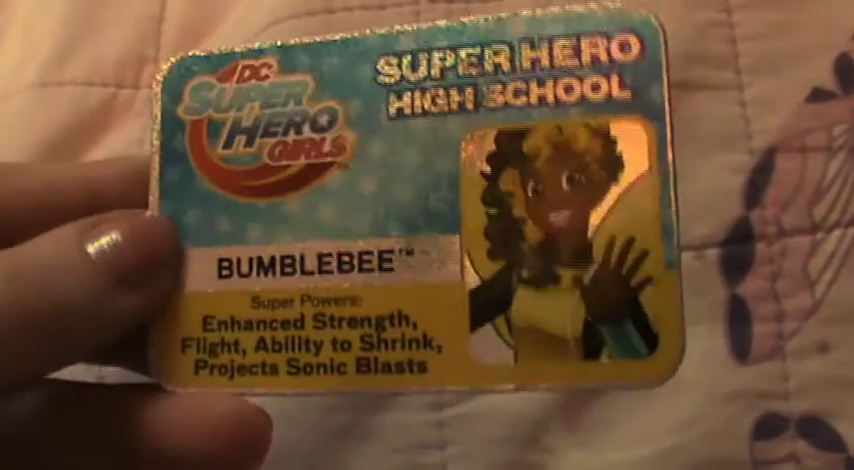 DC
SUPER
HERO
GIRLS™
SUPER HERO
HIGH SCHOOL
BUMBLEBEE™
Super Powers:
Enhanced Strength,
Flight, Ability to Shrink,
Projects Sonic Blasts